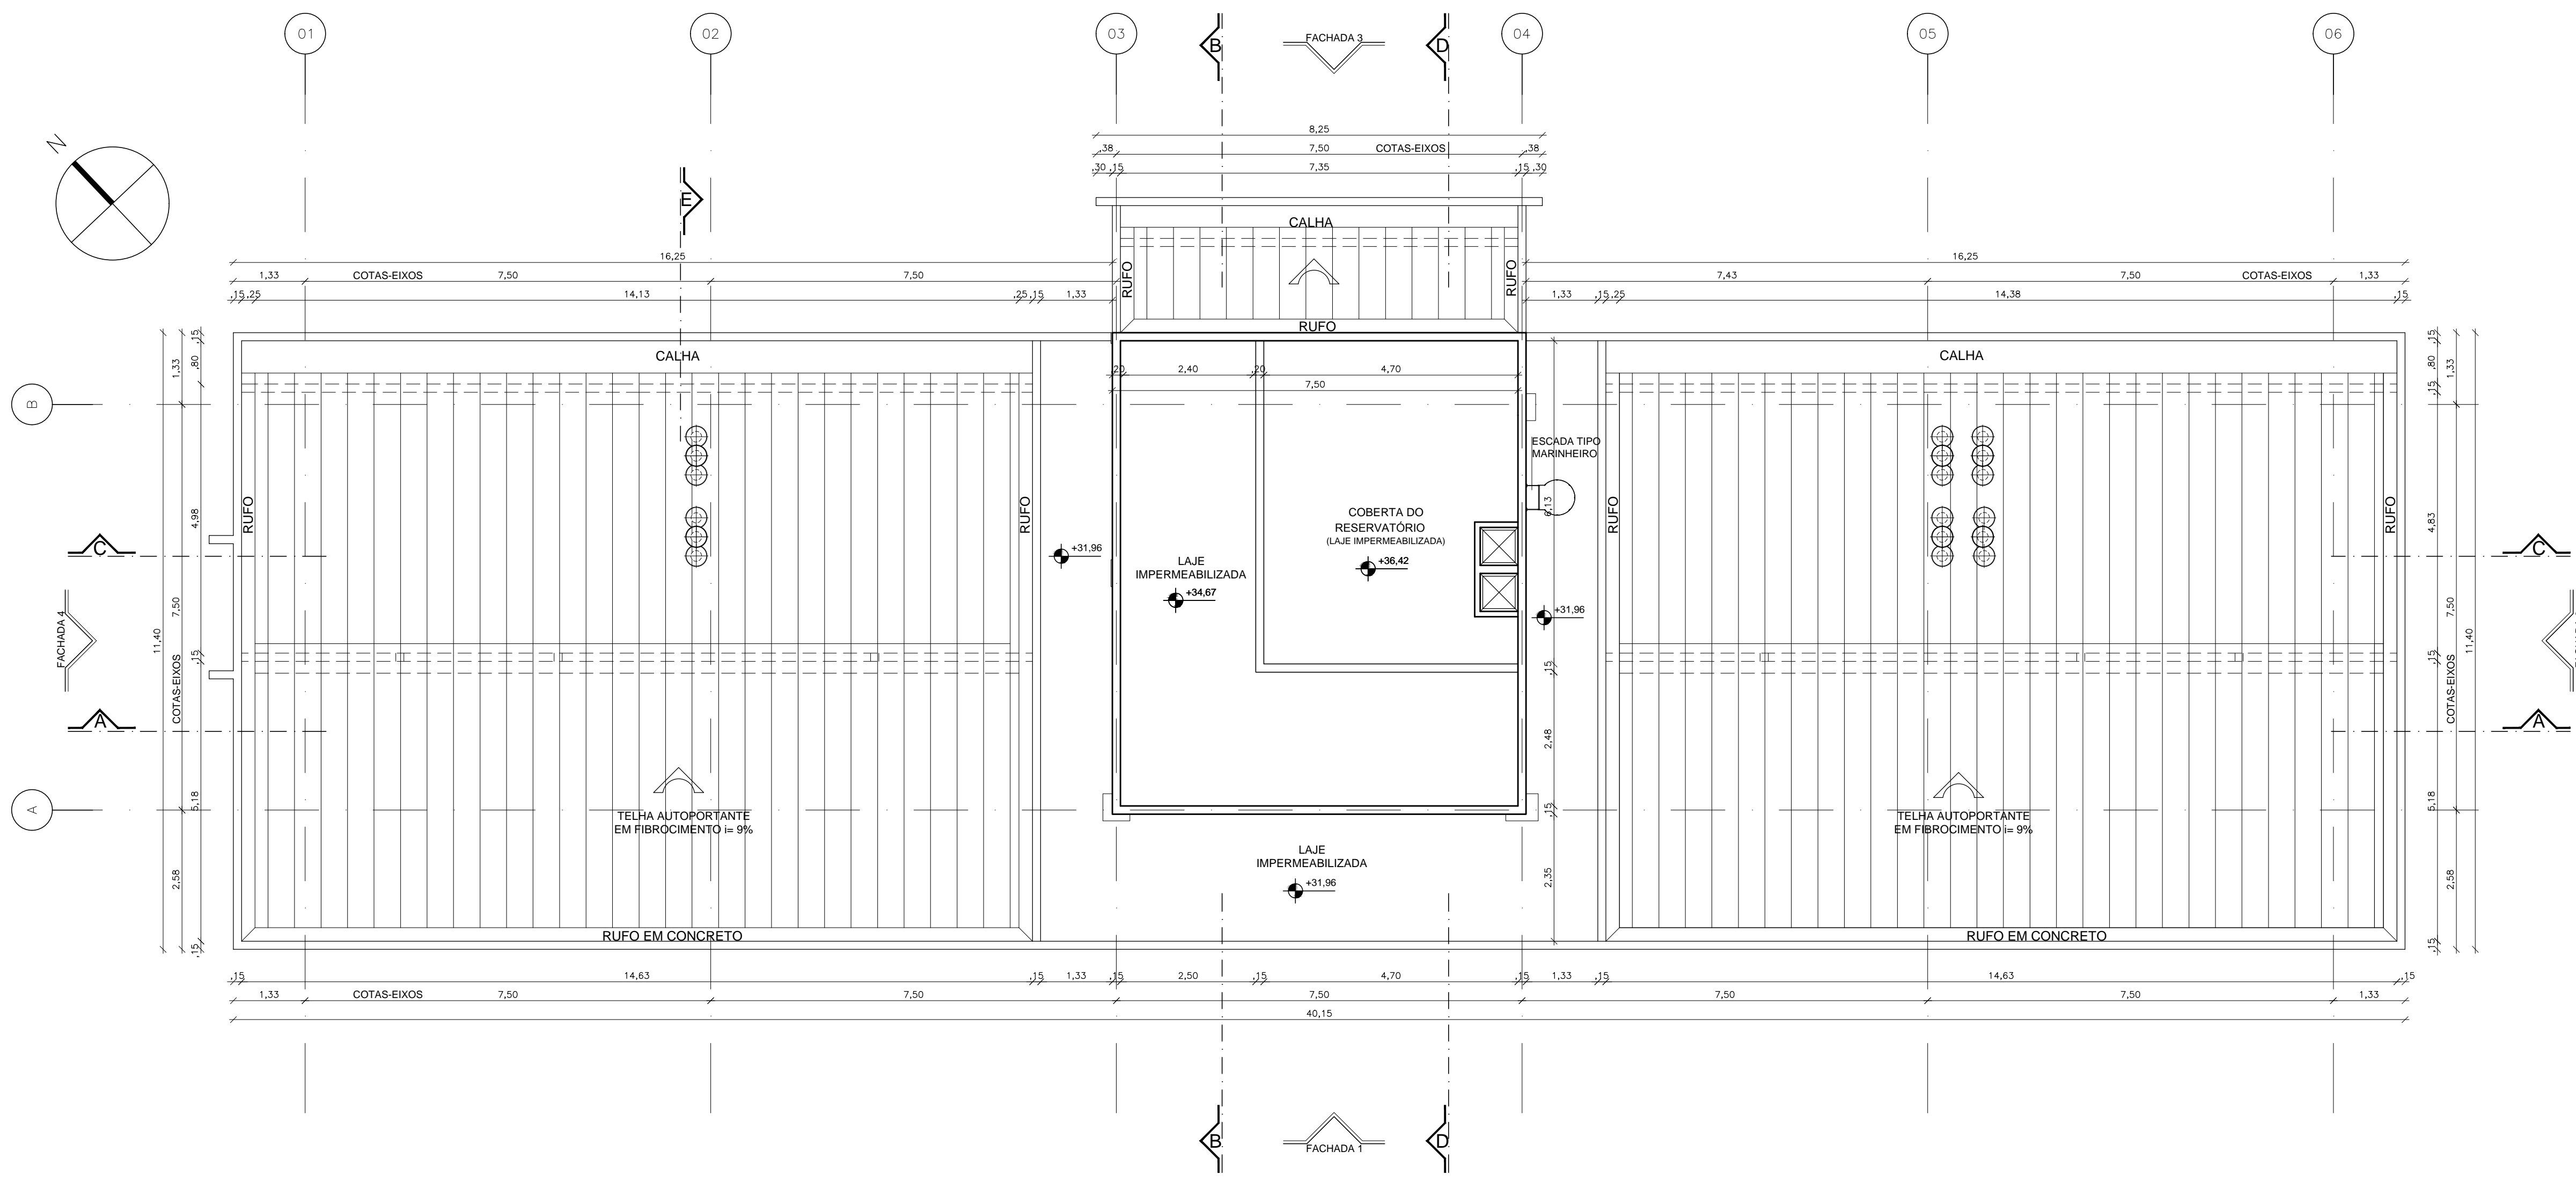 01
02
03
B
FACHADA 3
D
04
05
06
N
8,25
,38
7,50
COTAS-EIXOS
,38
,30
,15
7,35
,15
,30
E
CALHA
RUFO
RUFO
RUFO
16,25
1,33
COTAS-EIXOS
7,50
7,50
,15
,25
14,13
,25
,15
1,33
16,25
7,43
7,50
COTAS-EIXOS
1,33
1,33
,15
,25
14,38
,15
,15
,80
1,33
4,98
,15
7,50
COTAS-EIXOS
11,40
5,18
2,58
,15
B
A
C
A
FACHADA 4
CALHA
RUFO
RUFO
TELHA AUTOPORTANTE
EM FIBROCIMENTO i= 9%
RUFO EM CONCRETO
+31,96
,20
2,40
,20
4,70
7,50
COBERTA DO
RESERVATÓRIO
(LAJE IMPERMEABILIZADA)
+36,42
LAJE
IMPERMEABILIZADA
+34,67
ESCADA TIPO
MARINHEIRO
6,13
+31,96
,15
2,48
,15
2,35
LAJE
IMPERMEABILIZADA
+31,96
CALHA
RUFO
RUFO
TELHA AUTOPORTANTE
EM FIBROCIMENTO i= 9%
RUFO EM CONCRETO
,15
,80
,15
1,33
4,83
,15
7,50
COTAS-EIXOS
11,40
5,18
2,58
,15
C
A
,15
14,63
,15
1,33
,15
2,50
,15
4,70
,15
1,33
,15
14,63
,15
1,33
COTAS-EIXOS
7,50
7,50
7,50
7,50
7,50
1,33
40,15
B
FACHADA 1
D